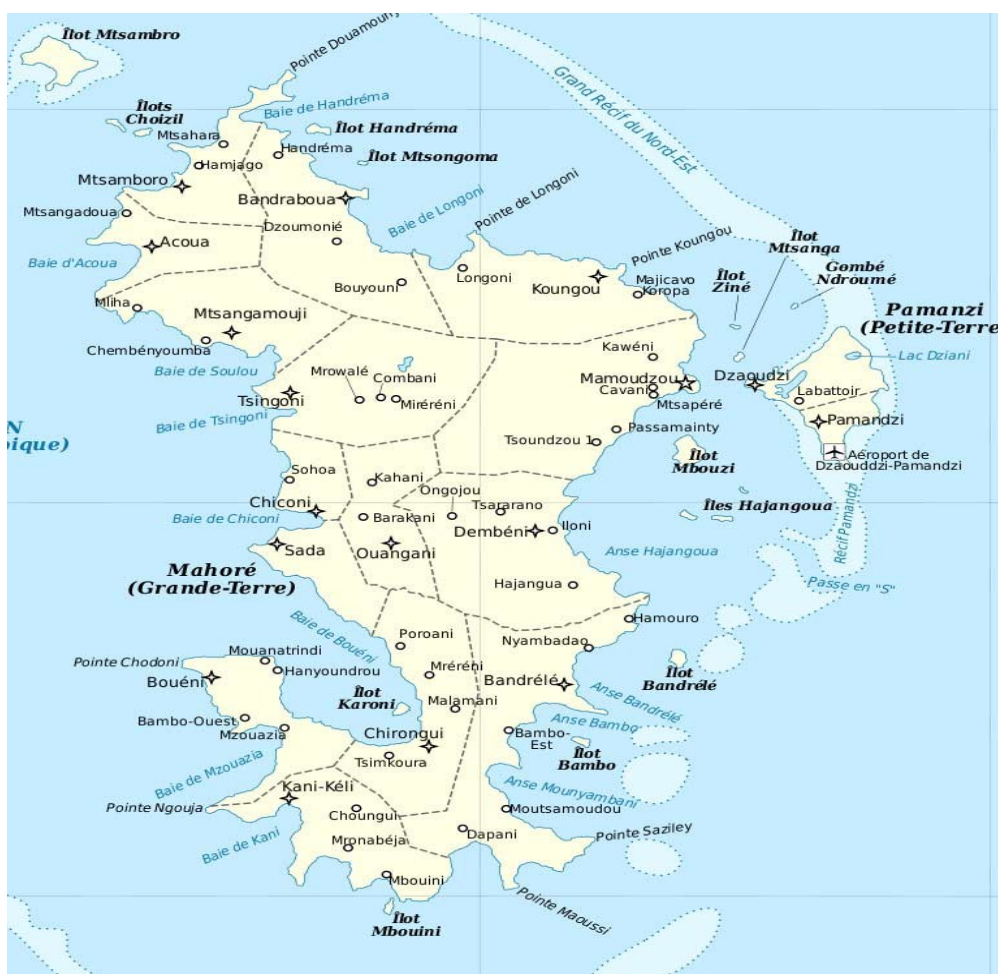 Îlot Mtsambro
Pointe Douamouny
Grand Récif du Nord-Est
Îlots
Choizil
Baie de Handréma
Mtsahara
Îlot Handréma
Handréma
Hamjago
Îlot Mtsongoma
Mtsamboro
Bandraboua
Baie de Longoni
Pointe de Longoni
Mtsangadoua
Dzoumonié
Acoua
Pointe Koungou
Îlot
Mtsanga
Baie d'Acoua
Longoni
Koungou
Majicavo
Koropa
Îlot
Ziné
Gombé
Ndroumé
Bouyouni
Mliha
Mtsangamouji
Pamanzi
(Petite-Terre
Chembényoumba
Kawéni
Lac Dziani
Baie de Soulou
Mrowalé
Combani
Mamoudzou
Dzaoudzi
Tsingoni
Miréréni
Cavani
Labattoir
Mtsapéré
Baie de Tsingoni
Pamandzi
N
bique)
Passamainty
Tsoundzou 1
Îlot
Mbouzi
Aéroport de
Dzaouddzi-Pamandzi
Sohoa
Kahani
Ongojou
Chiconi
Tsararano
Îles Hajangoua
Baie de Chiconi
Barakani
Dembéni
Iloni
Récif Pamandzi
Sada
Ouangani
Anse Hajangoua
Mahoré
(Grande-Terre)
Hajangua
Passe en "S"
Baie de Bouéni
Hamouro
Poroani
Nyambadao
Mouanatrindi
Pointe Chodoni
Hanyoundrou
Mréréni
Bouéni
Îlot
Karoni
Bandrélé
Îlot
Bandrélé
Malamani
Anse Bandrélé
Bambo-Ouest
Anse Bambo
Mzouazia
Chirongui
Bambo-
Est
Îlot
Bambo
Tsimkoura
Baie de Mzouazia
Kani-Kéli
Anse Mounyambani
Pointe Ngouja
Choungui
Moutsamoudou
Baie de Kani
Mronabéja
Dapani
Pointe Saziley
Mbouini
Îlot
Mbouini
Pointe Maoussi